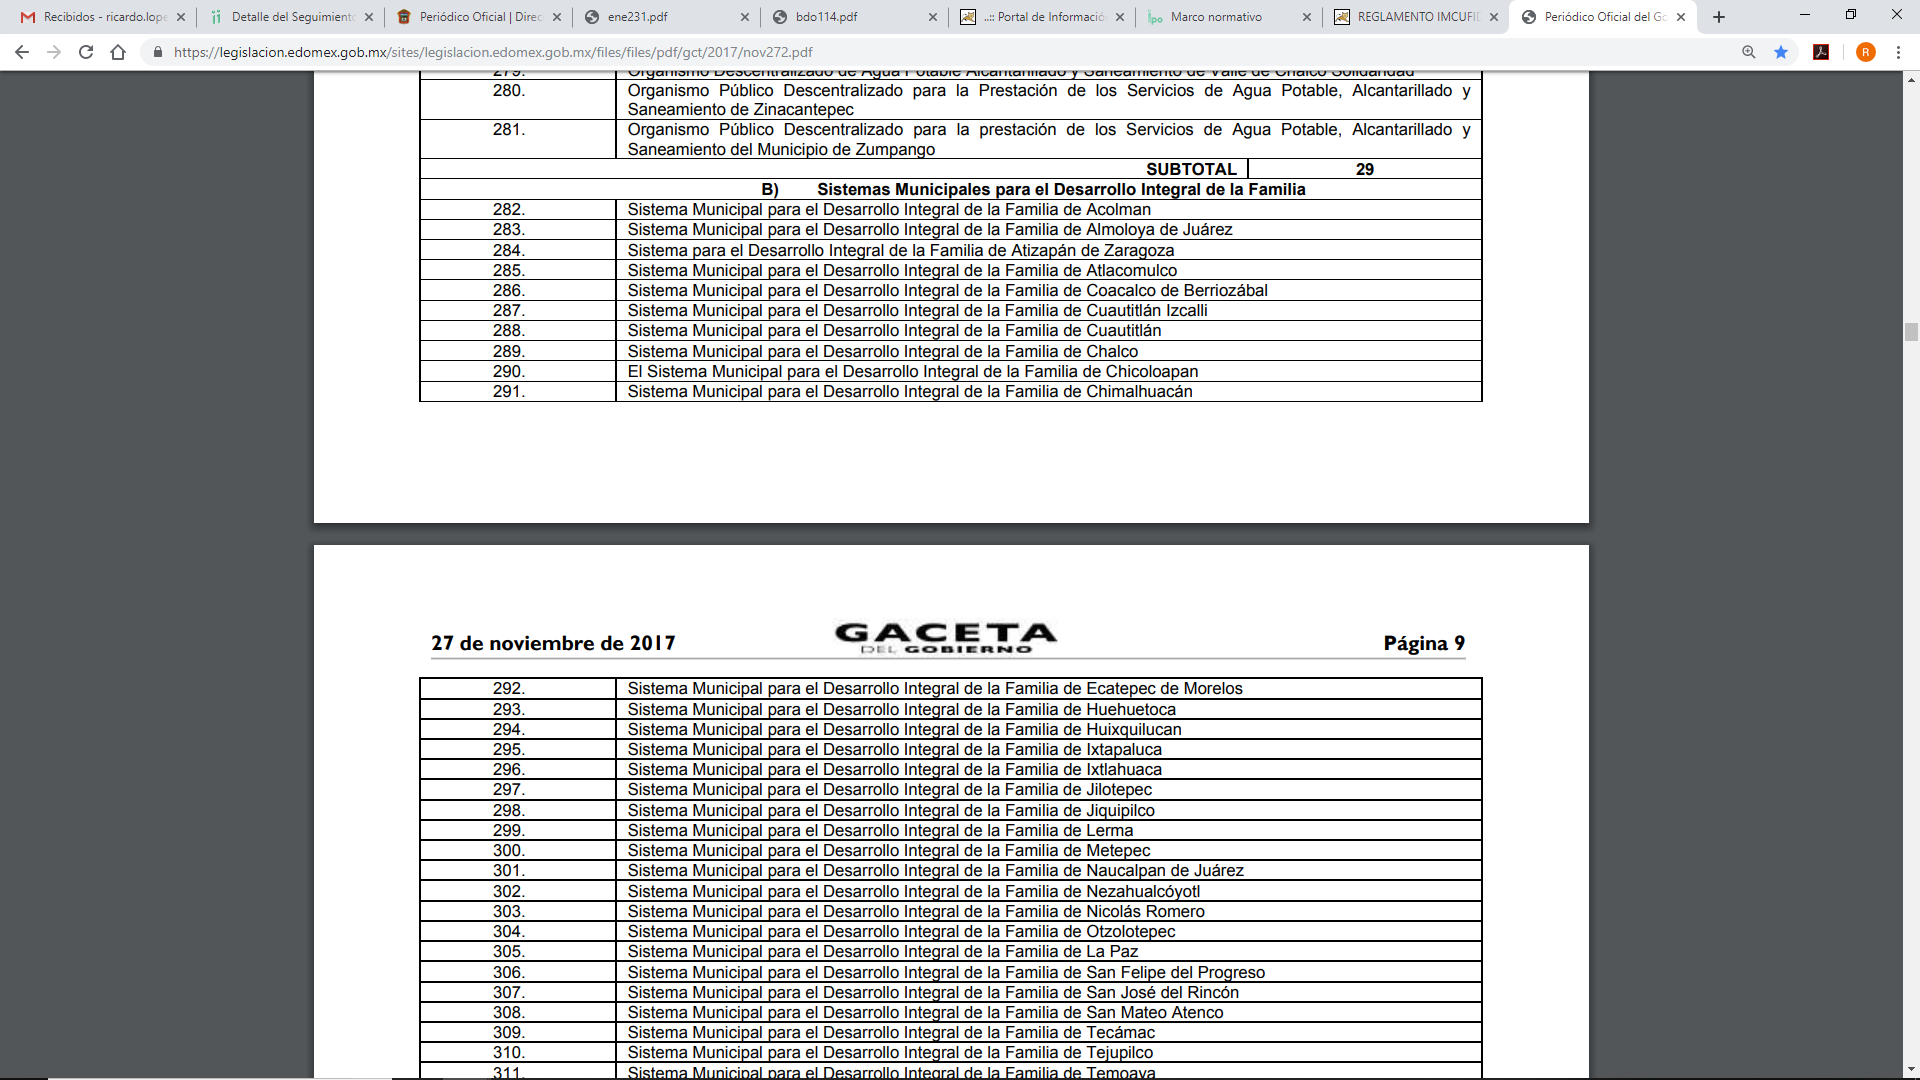 Recibidos - ricardo.lope
Detalle del Seguimiento
Periódico Oficial | Direc
ene231.pdf
bdo114.pdf
..:: Portal de Informació
Marco normativo
REGLAMENTO IMCUFID
Periódico Oficial del Go
https://legislacion.edomex.gob.mx/sites/legislacion.edomex.gob.mx/files/files/pdf/gct/2017/nov272.pdf
R
279. Organismo Descentralizado de Agua Potable Alcantarillado y Saneamiento de Valle de Chalco Solidaridad
280. Organismo Público Descentralizado para la Prestación de los Servicios de Agua Potable, Alcantarillado y
Saneamiento de Zinacantepec
281. Organismo Público Descentralizado para la prestación de los Servicios de Agua Potable, Alcantarillado y
Saneamiento del Municipio de Zumpango
SUBTOTAL 29
B) Sistemas Municipales para el Desarrollo Integral de la Familia
282. Sistema Municipal para el Desarrollo Integral de la Familia de Acolman
283. Sistema Municipal para el Desarrollo Integral de la Familia de Almoloya de Juárez
284. Sistema para el Desarrollo Integral de la Familia de Atizapán de Zaragoza
285. Sistema Municipal para el Desarrollo Integral de la Familia de Atlacomulco
286. Sistema Municipal para el Desarrollo Integral de la Familia de Coacalco de Berriozábal
287. Sistema Municipal para el Desarrollo Integral de la Familia de Cuautitlán Izcalli
288. Sistema Municipal para el Desarrollo Integral de la Familia de Cuautitlán
289. Sistema Municipal para el Desarrollo Integral de la Familia de Chalco
290. El Sistema Municipal para el Desarrollo Integral de la Familia de Chicoloapan
291. Sistema Municipal para el Desarrollo Integral de la Familia de Chimalhuacán
27 de noviembre de 2017
GACETA
DEL GOBIERNO
Página 9
292. Sistema Municipal para el Desarrollo Integral de la Familia de Ecatepec de Morelos
293. Sistema Municipal para el Desarrollo Integral de la Familia de Huehuetoca
294. Sistema Municipal para el Desarrollo Integral de la Familia de Huixquilucan
295. Sistema Municipal para el Desarrollo Integral de la Familia de Ixtapaluca
296. Sistema Municipal para el Desarrollo Integral de la Familia de Ixtlahuaca
297. Sistema Municipal para el Desarrollo Integral de la Familia de Jilotepec
298. Sistema Municipal para el Desarrollo Integral de la Familia de Jiquipilco
299. Sistema Municipal para el Desarrollo Integral de la Familia de Lerma
300. Sistema Municipal para el Desarrollo Integral de la Familia de Metepec
301. Sistema Municipal para el Desarrollo Integral de la Familia de Naucalpan de Juárez
302. Sistema Municipal para el Desarrollo Integral de la Familia de Nezahualcóyotl
303. Sistema Municipal para el Desarrollo Integral de la Familia de Nicolás Romero
304. Sistema Municipal para el Desarrollo Integral de la Familia de Otzolotepec
305. Sistema Municipal para el Desarrollo Integral de la Familia de La Paz
306. Sistema Municipal para el Desarrollo Integral de la Familia de San Felipe del Progreso
307. Sistema Municipal para el Desarrollo Integral de la Familia de San José del Rincón
308. Sistema Municipal para el Desarrollo Integral de la Familia de San Mateo Atenco
309. Sistema Municipal para el Desarrollo Integral de la Familia de Tecámac
310. Sistema Municipal para el Desarrollo Integral de la Familia de Tejupilco
311. Sistema Municipal para el Desarrollo Integral de la Familia de Temoaya